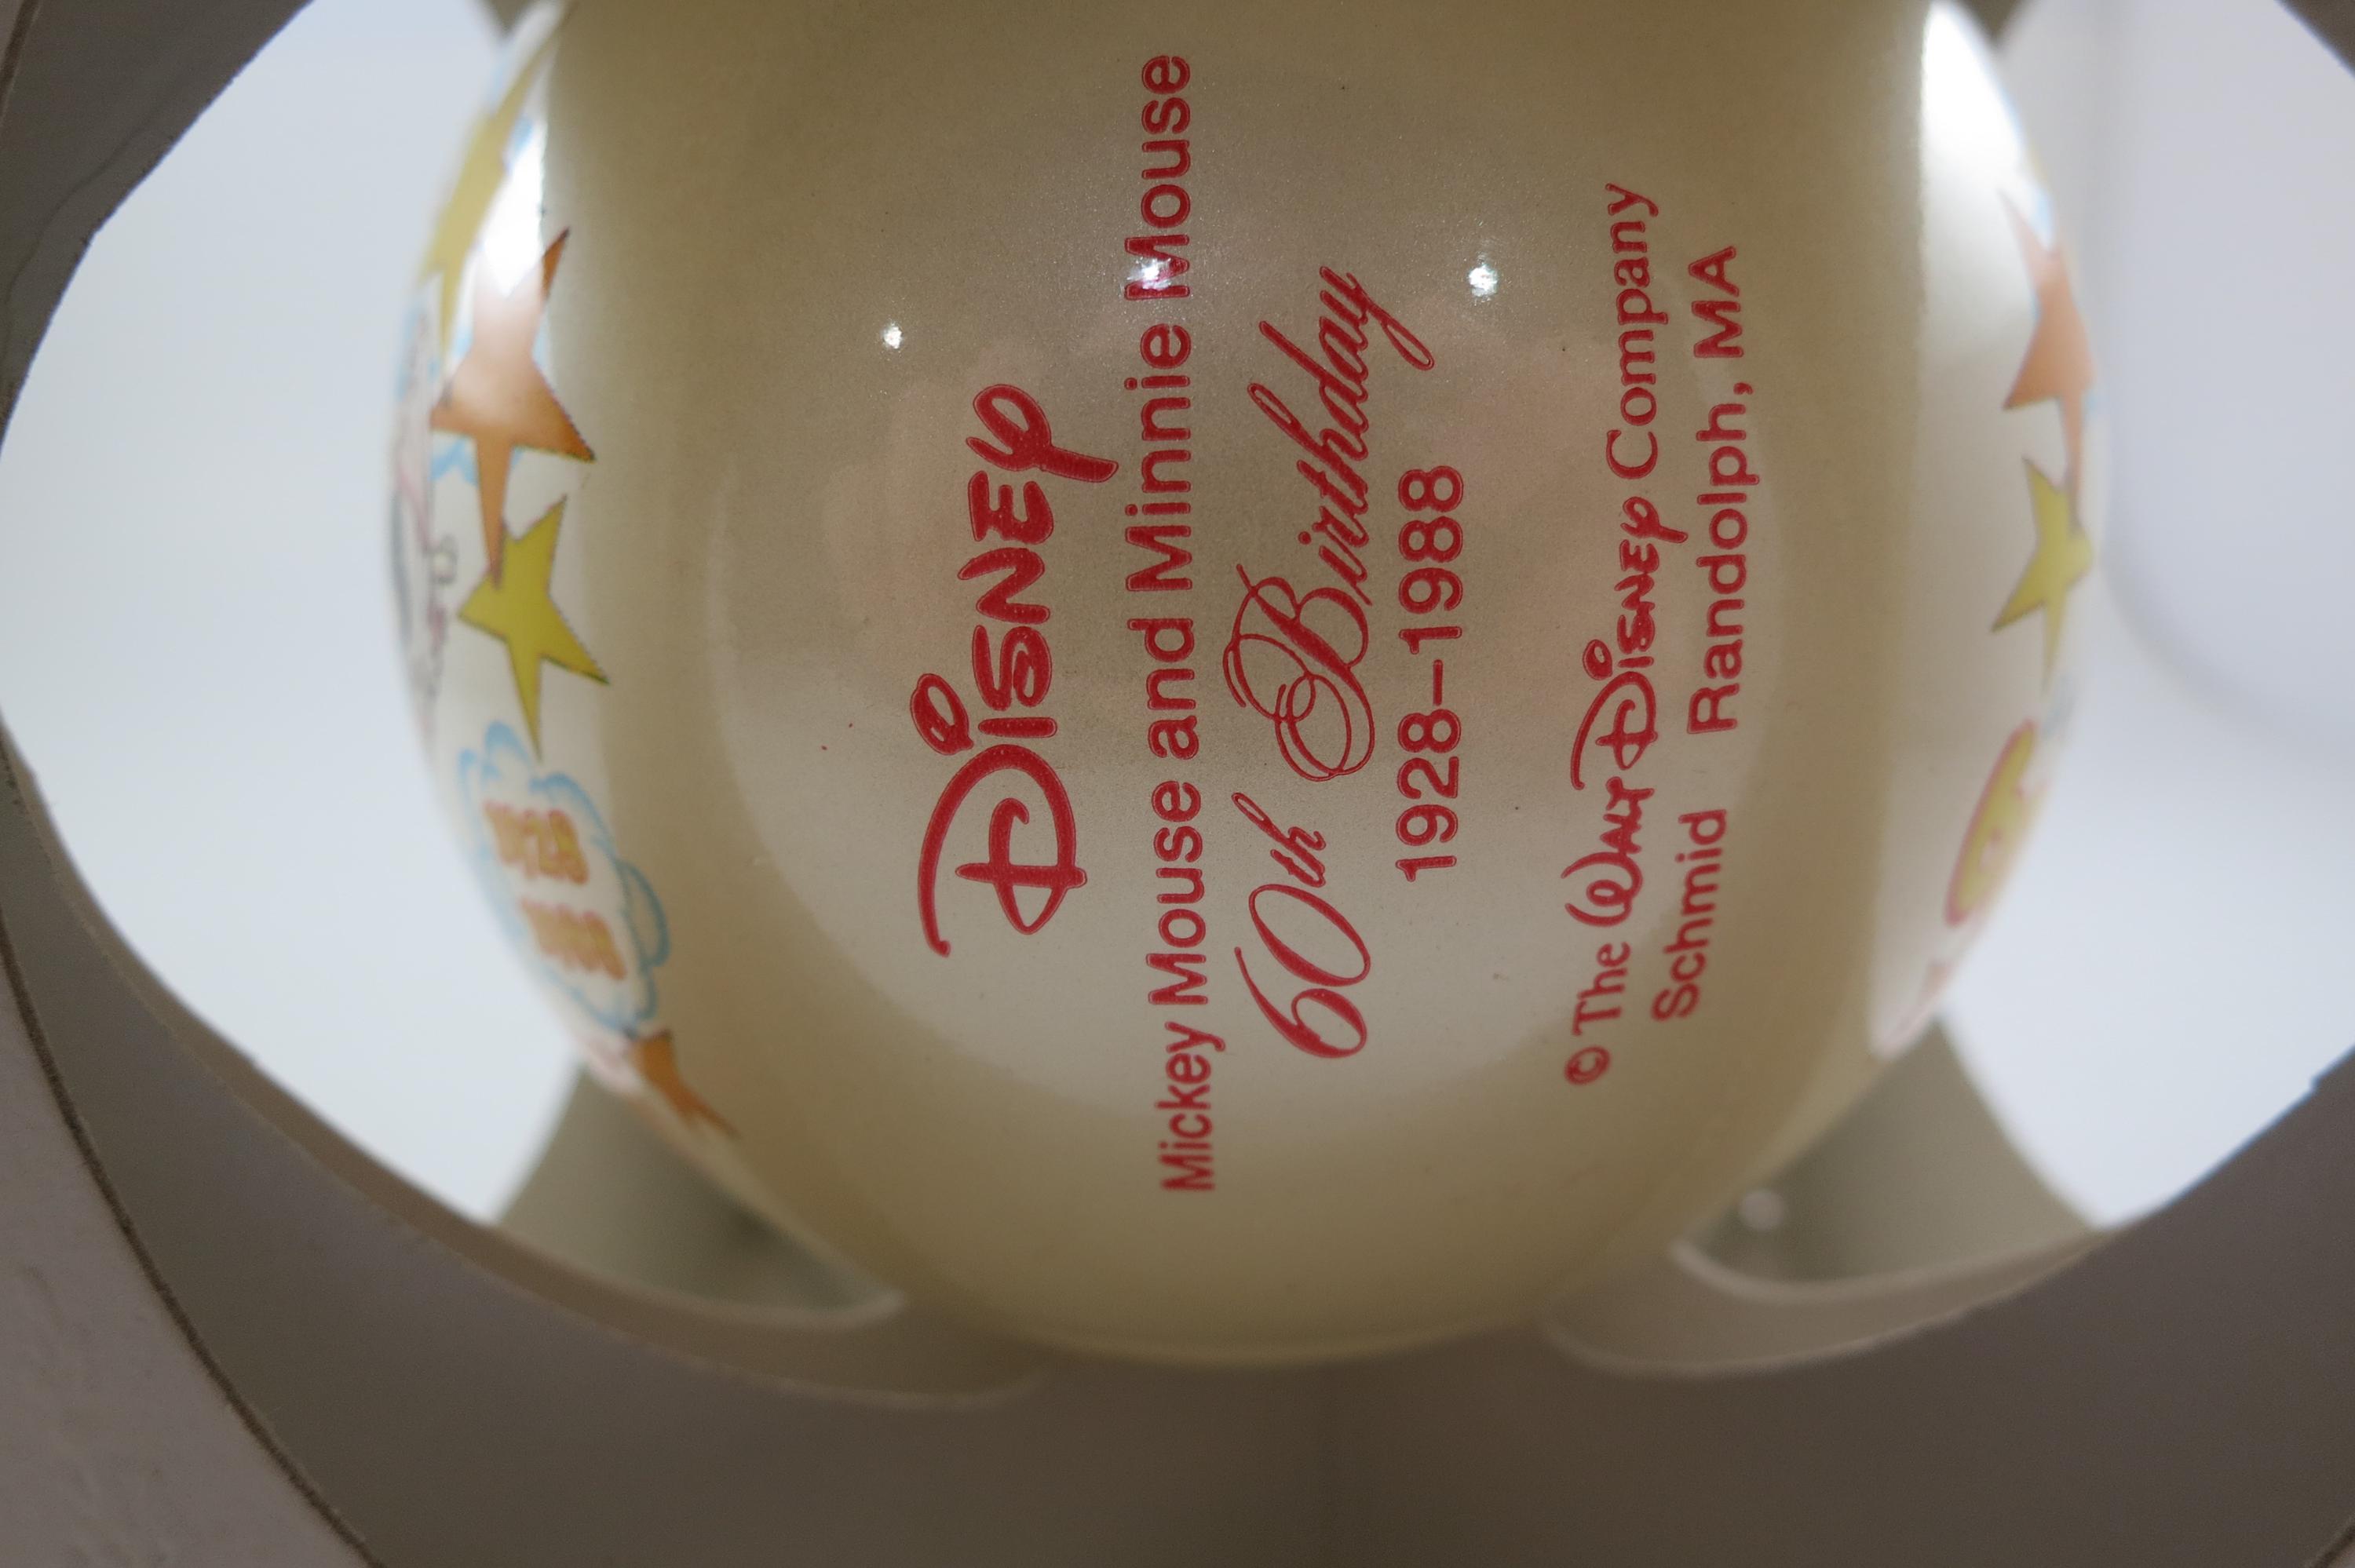 Disney
Mickey Mouse and Minnie Mouse
60th Birthday
1928–1988
© The Walt Disney Company
Schmid Randolph, MA